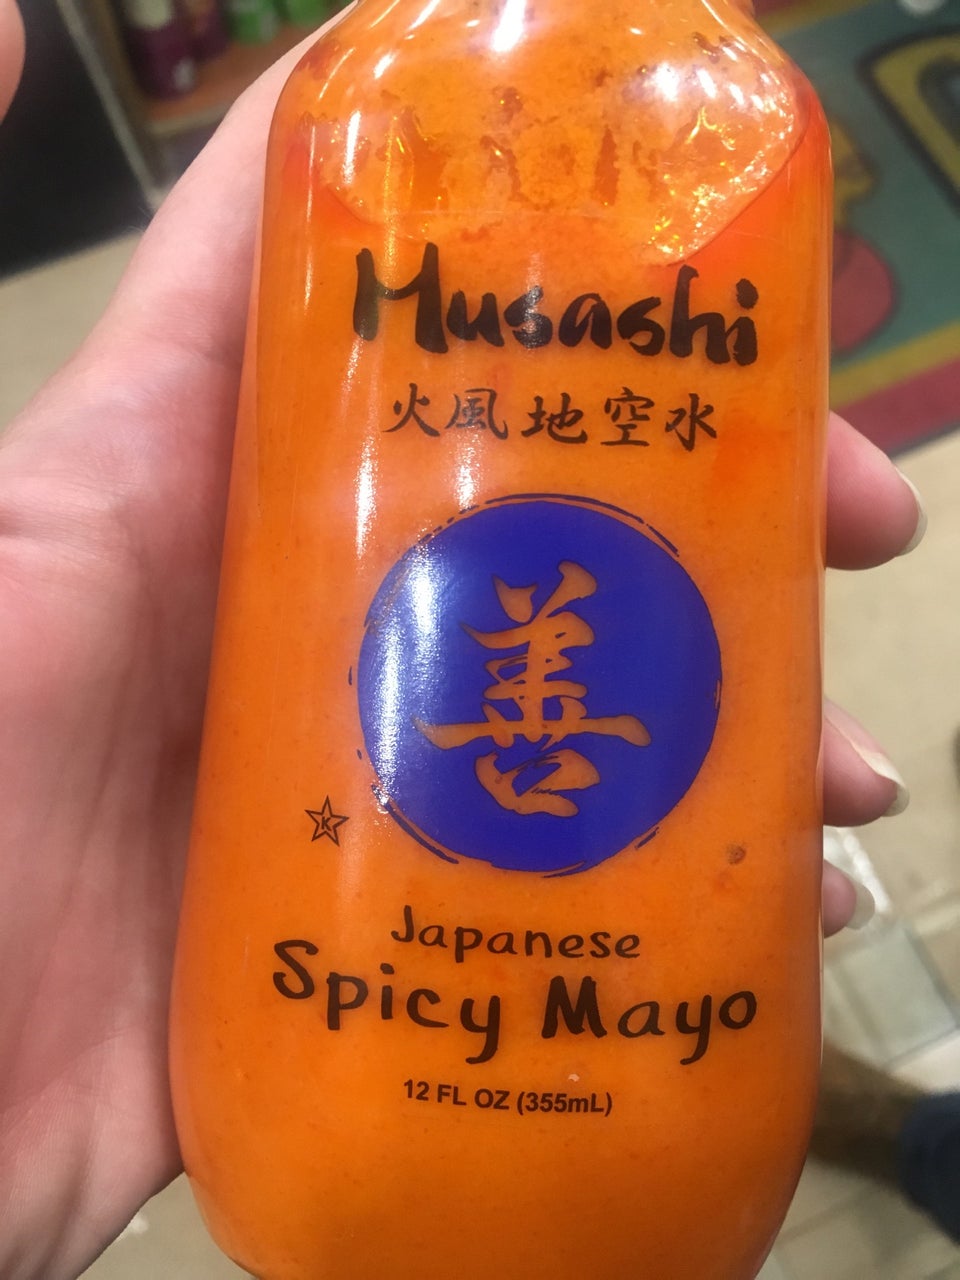 Musashi
火風地空水
善
K
Japanese
Spicy Mayo
12 FL OZ (355mL)